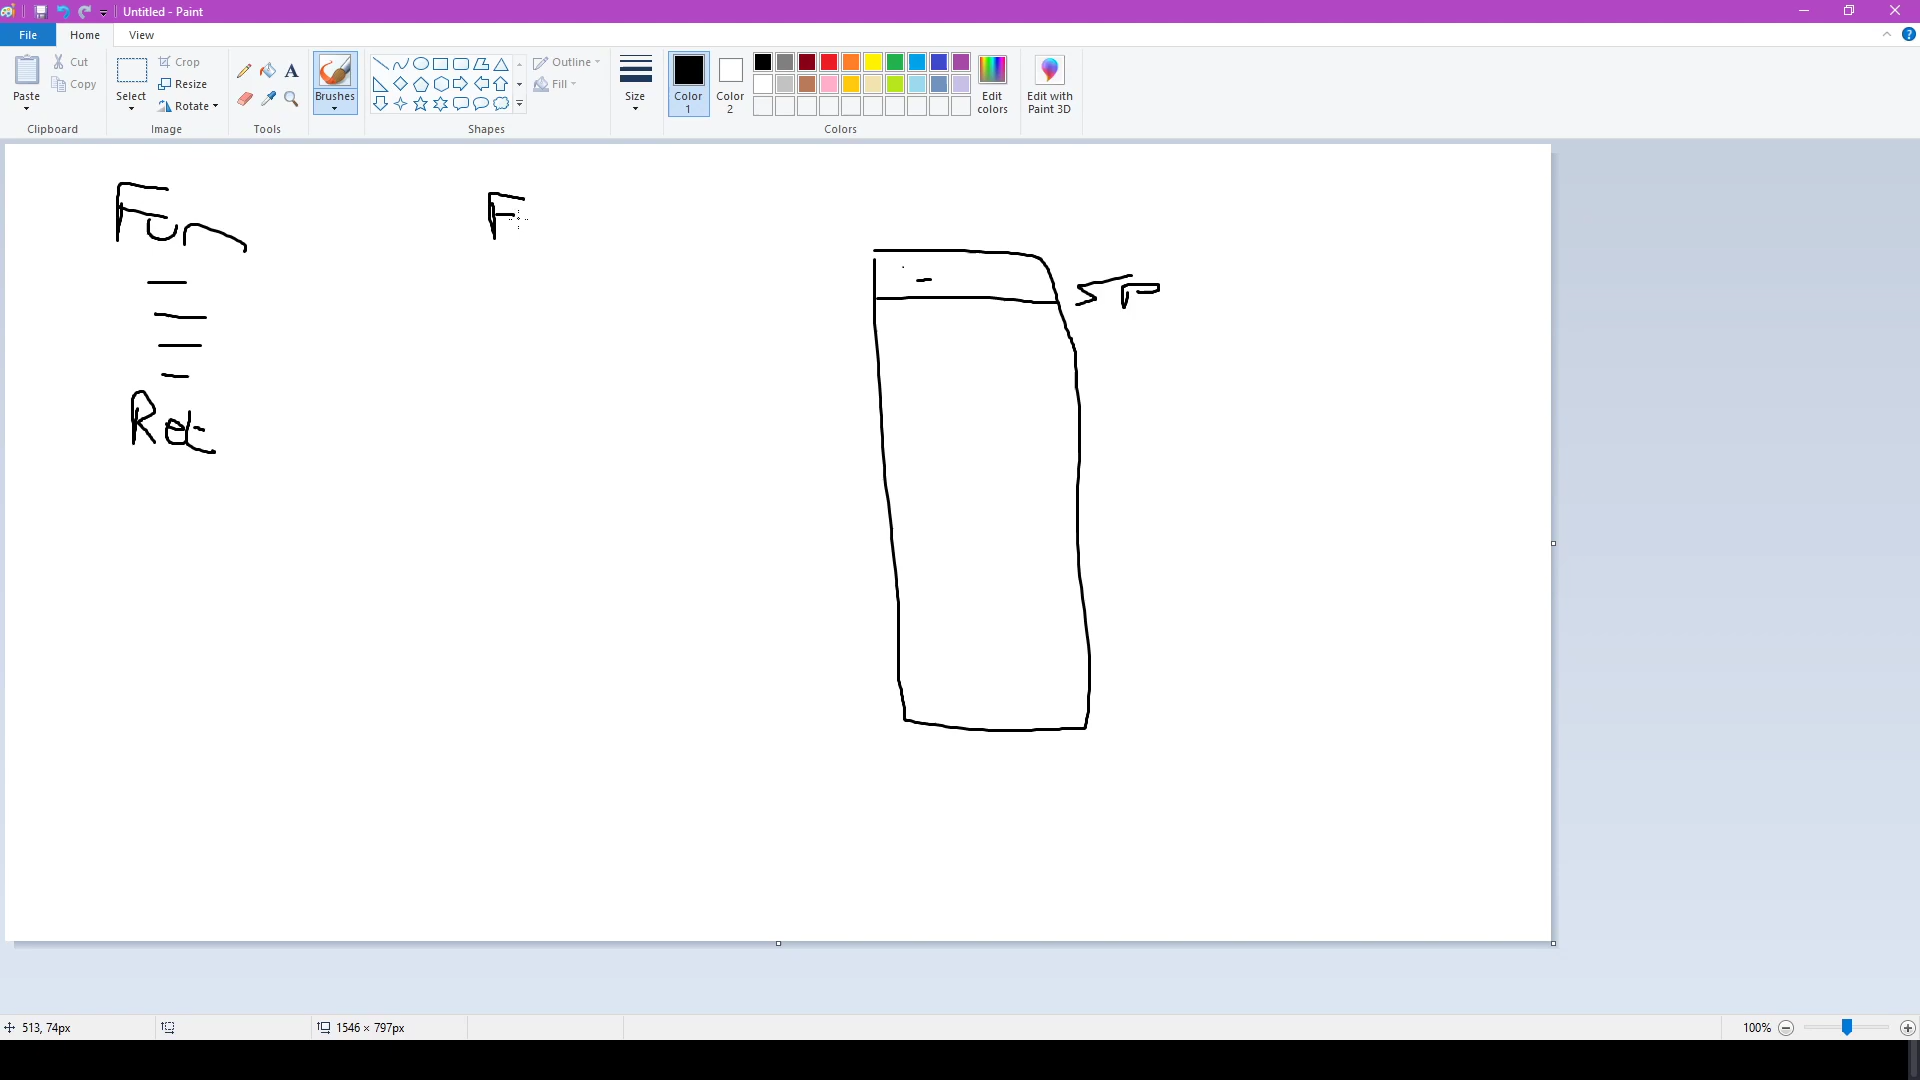 Untitled - Paint
File Home View
Paste
Cut
Copy
Clipboard
Select
Crop
Resize
Rotate
Image
A
Tools
Brushes
Shapes
Outline
Fill
Size
Color 1
Color 2
Colors
Edit colors
Edit with Paint 3D
Fun
F
SP
Ret
513, 74px
1546 × 797px
100%